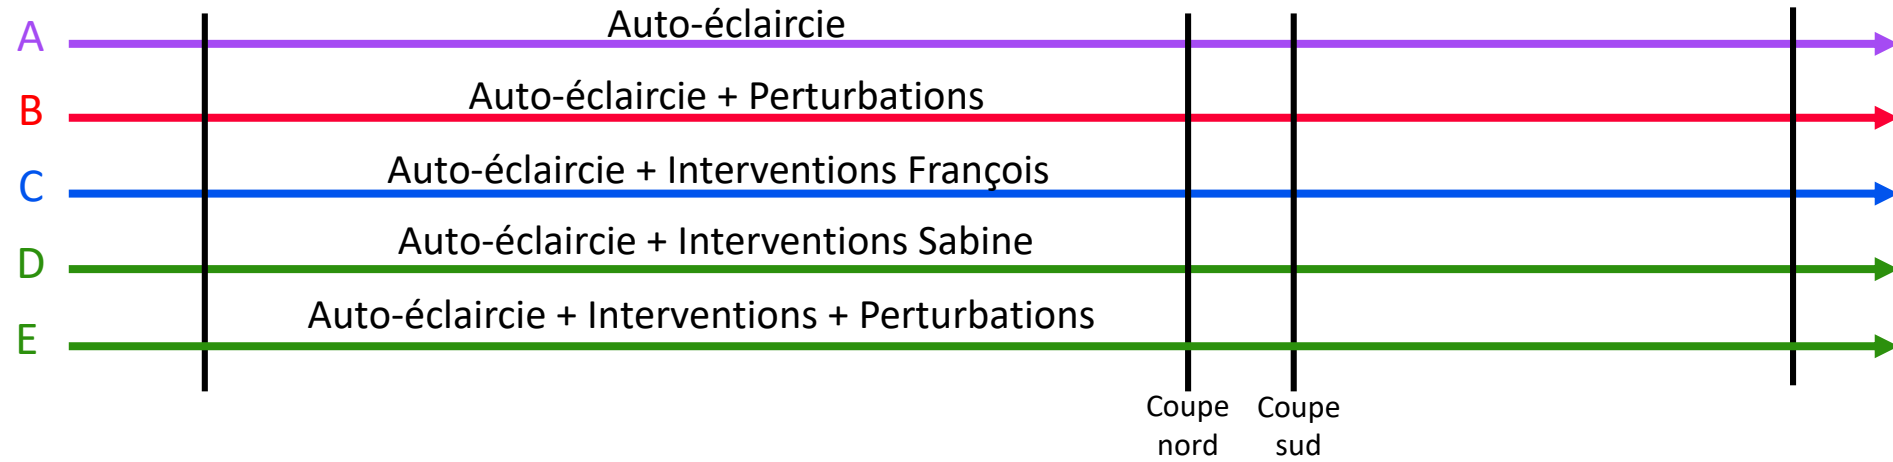 A
Auto-éclaircie
B
Auto-éclaircie + Perturbations
C
Auto-éclaircie + Interventions François
D
Auto-éclaircie + Interventions Sabine
E
Auto-éclaircie + Interventions + Perturbations
Coupe
nord
Coupe
sud